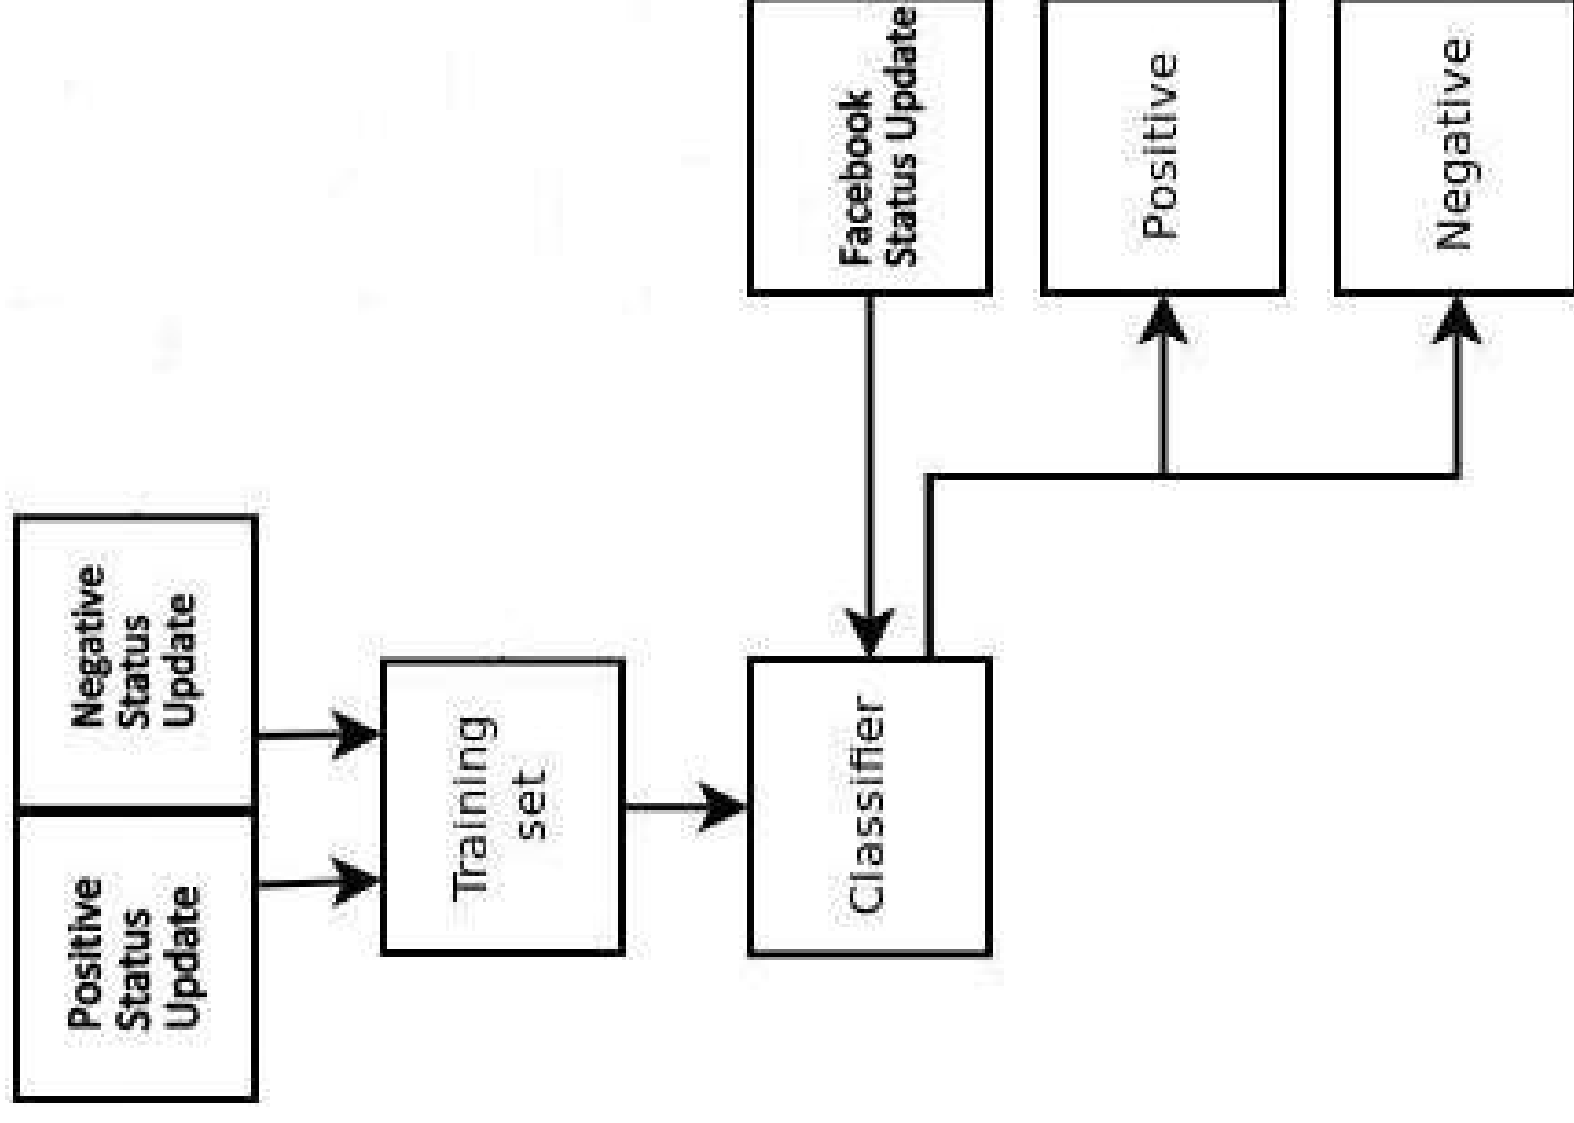 Positive
Status
Update
Negative
Status
Update
Training
set
Classifier
Facebook
Status Update
Positive
Negative